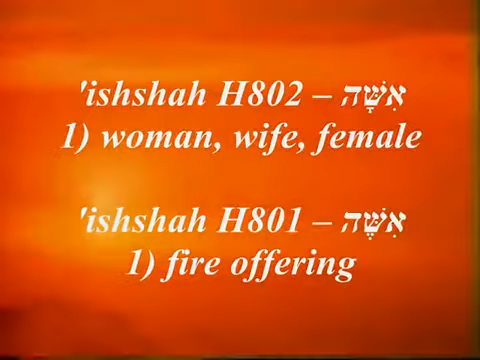 'ishshah H802 – אִשָּׁה
1) woman, wife, female
'ishshah H801 – אִשֶּׁה
1) fire offering